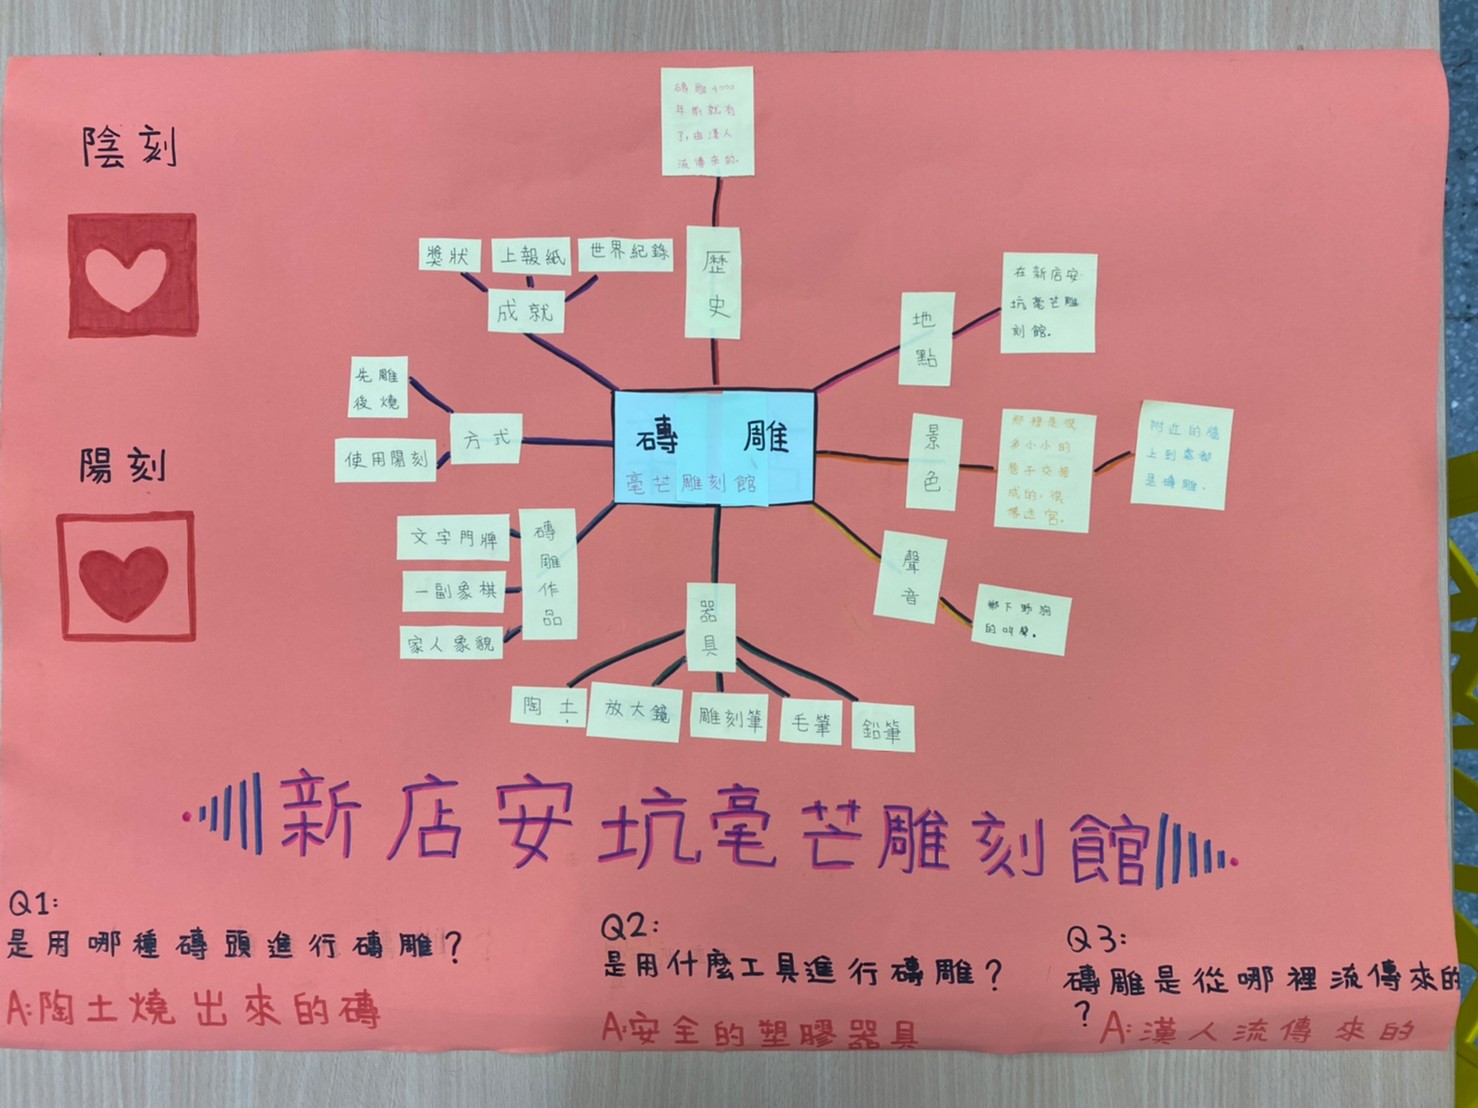 陰刻
陽刻
磚雕4000
年前就有
了,由漢人
流傳來的.
歷史
獎狀
上報紙
世界紀錄
成就
先雕
後燒
使用陽刻
方式
磚雕
毫芒雕刻館
地點
在新店安
坑毫芒雕
刻館.
景色
那裡是很
多小小的
巷子交接
成的,很
像迷宮.
附近的牆
上到處都
是磚雕.
聲音
鄉下野狗
的叫聲.
磚雕作品
文字門牌
一副象棋
家人象貌
器具
陶土
放大鏡
雕刻筆
毛筆
鉛筆
新店安坑毫芒雕刻館
Q1:
是用哪種磚頭進行磚雕?
A:陶土燒出來的磚
Q2:
是用什麼工具進行磚雕?
A:安全的塑膠器具
Q3:
磚雕是從哪裡流傳來的
?
A:漢人流傳來的